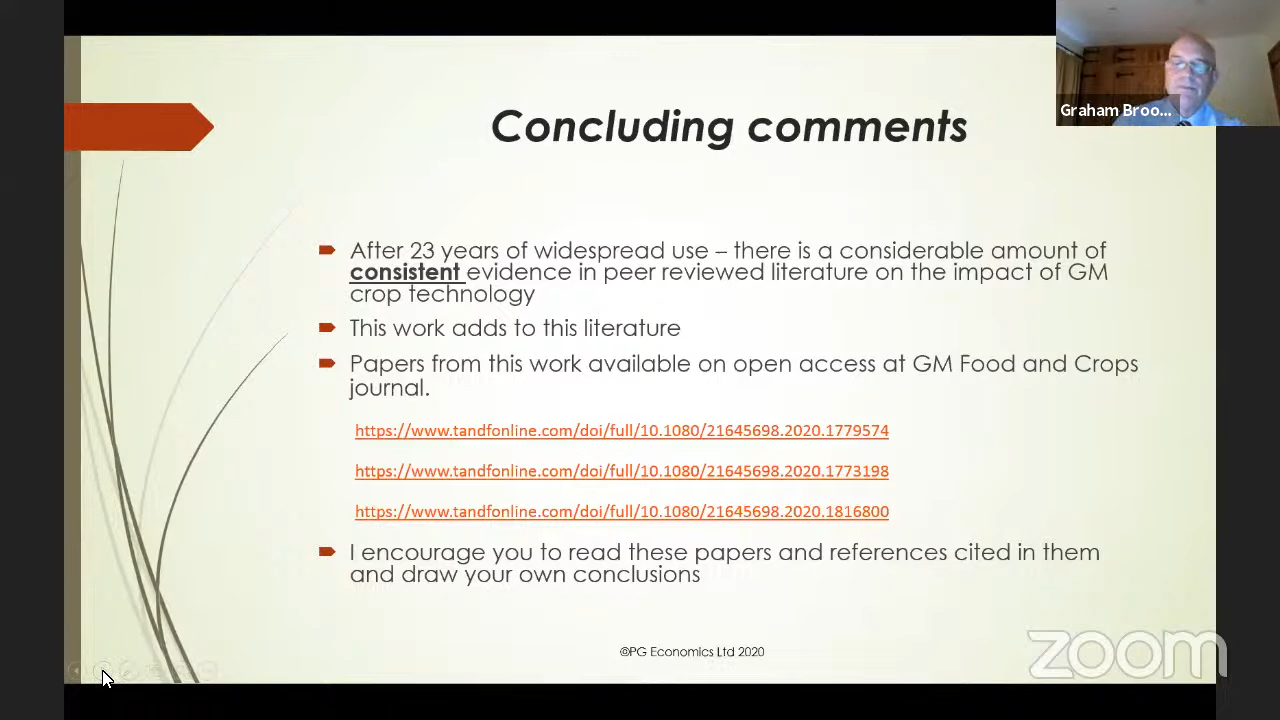 Concluding comments
Graham Broo...
After 23 years of widespread use – there is a considerable amount of
consistent evidence in peer reviewed literature on the impact of GM
crop technology
This work adds to this literature
Papers from this work available on open access at GM Food and Crops
journal.
https://www.tandfonline.com/doi/full/10.1080/21645698.2020.1779574
https://www.tandfonline.com/doi/full/10.1080/21645698.2020.1773198
https://www.tandfonline.com/doi/full/10.1080/21645698.2020.1816800
I encourage you to read these papers and references cited in them
and draw your own conclusions
©PG Economics Ltd 2020
zoom